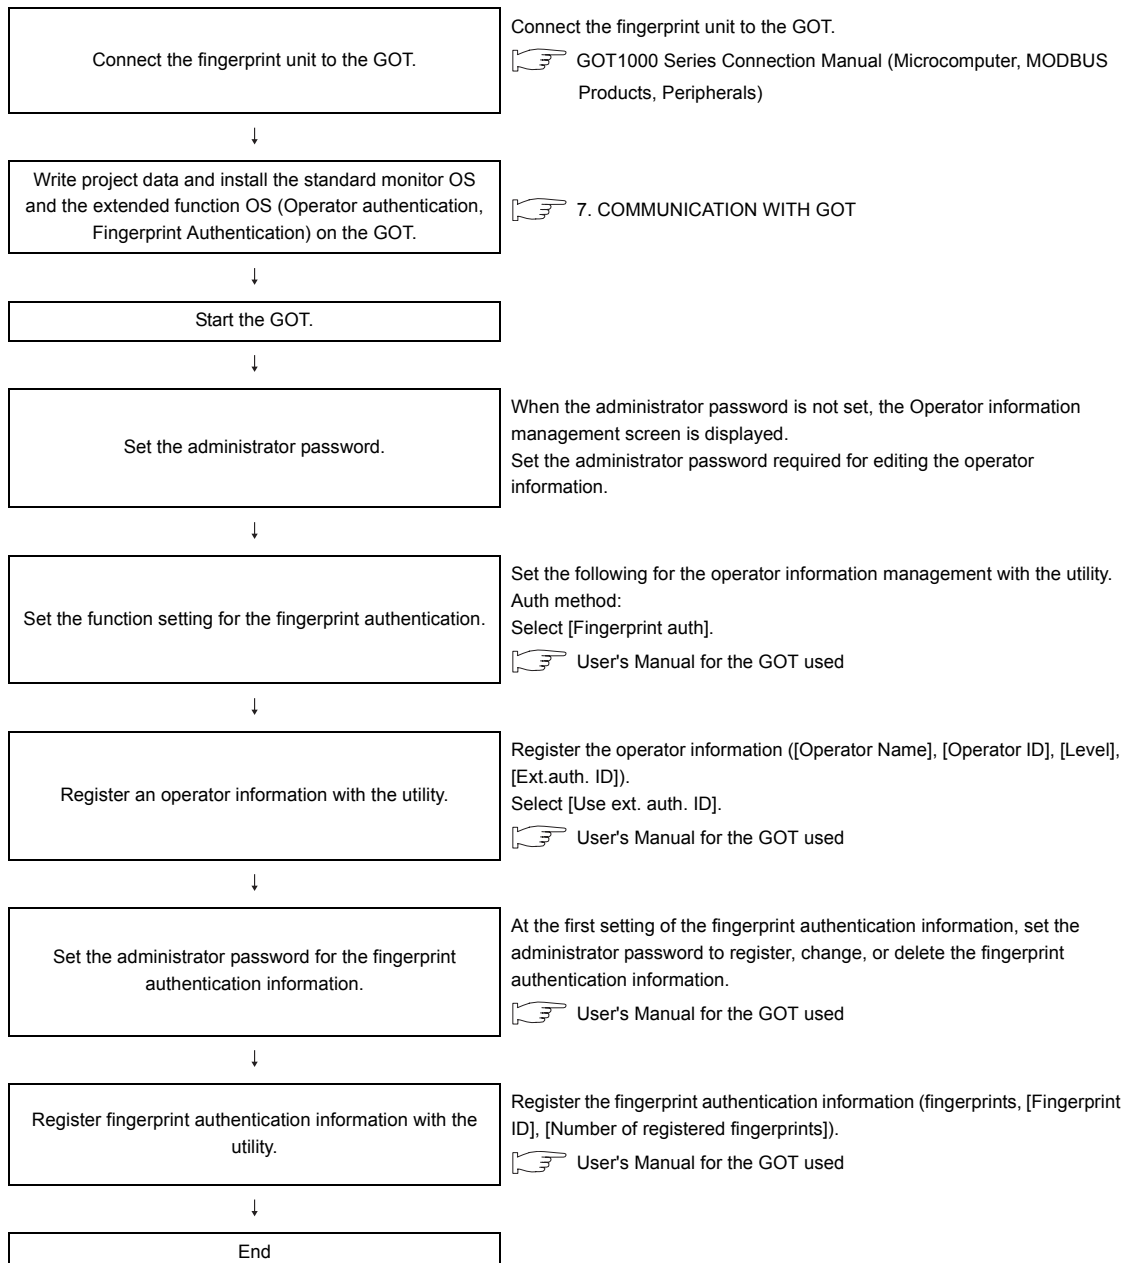 Connect the fingerprint unit to the GOT.
Connect the fingerprint unit to the GOT.
GOT1000 Series Connection Manual (Microcomputer, MODBUS
Products, Peripherals)
↓
Write project data and install the standard monitor OS
and the extended function OS (Operator authentication,
Fingerprint Authentication) on the GOT.
7. COMMUNICATION WITH GOT
↓
Start the GOT.
↓
Set the administrator password.
When the administrator password is not set, the Operator information
management screen is displayed.
Set the administrator password required for editing the operator
information.
↓
Set the function setting for the fingerprint authentication.
Set the following for the operator information management with the utility.
Auth method:
Select [Fingerprint auth].
User's Manual for the GOT used
↓
Register an operator information with the utility.
Register the operator information ([Operator Name], [Operator ID], [Level],
[Ext.auth. ID]).
Select [Use ext. auth. ID].
User's Manual for the GOT used
↓
Set the administrator password for the fingerprint
authentication information.
At the first setting of the fingerprint authentication information, set the
administrator password to register, change, or delete the fingerprint
authentication information.
User's Manual for the GOT used
↓
Register fingerprint authentication information with the
utility.
Register the fingerprint authentication information (fingerprints, [Fingerprint
ID], [Number of registered fingerprints]).
User's Manual for the GOT used
↓
End